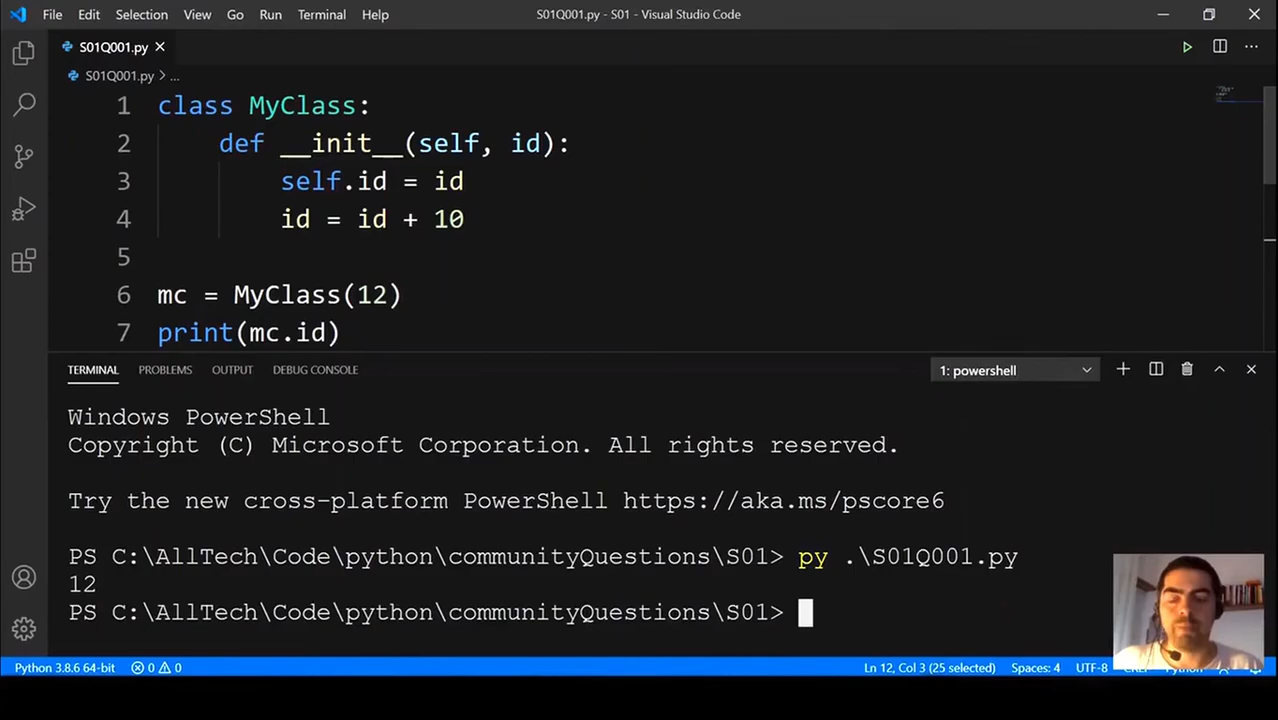 File Edit Selection View Go Run Terminal Help S01Q001.py - S01 - Visual Studio Code
S01Q001.py
S01Q001.py > ...
1 class MyClass:
2     def __init__(self, id):
3         self.id = id
4         id = id + 10
5
6 mc = MyClass(12)
7 print(mc.id)
TERMINAL PROBLEMS OUTPUT DEBUG CONSOLE 1: powershell
Windows PowerShell
Copyright (C) Microsoft Corporation. All rights reserved.
Try the new cross-platform PowerShell https://aka.ms/pscore6
PS C:\AllTech\Code\python\communityQuestions\S01> py .\S01Q001.py
12
PS C:\AllTech\Code\python\communityQuestions\S01>
Python 3.8.6 64-bit 0 0 Ln 12, Col 3 (25 selected) Spaces: 4 UTF-8